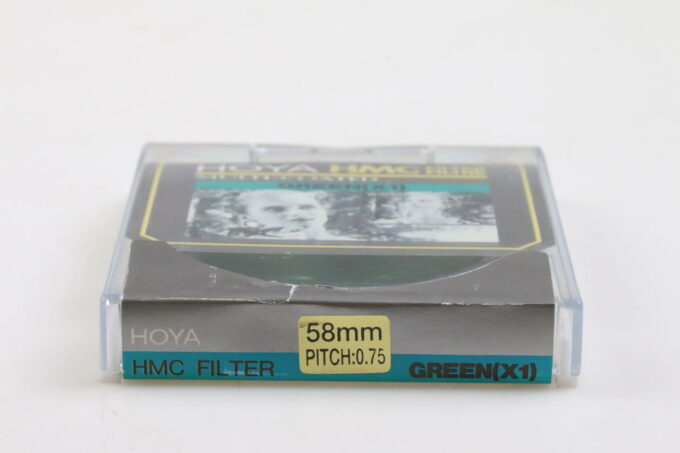 HOYA HMC
GREEN(X1)
HOYA
58mm
PITCH:0.75
HMC FILTER
GREEN(X1)